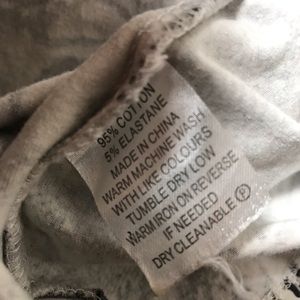 95% COTTON
5% ELASTANE
MADE IN CHINA
WARM MACHINE WASH
WITH LIKE COLOURS
TUMBLE DRY LOW
WARM IRON ON REVERSE
IF NEEDED
DRY CLEANABLE Ⓟ